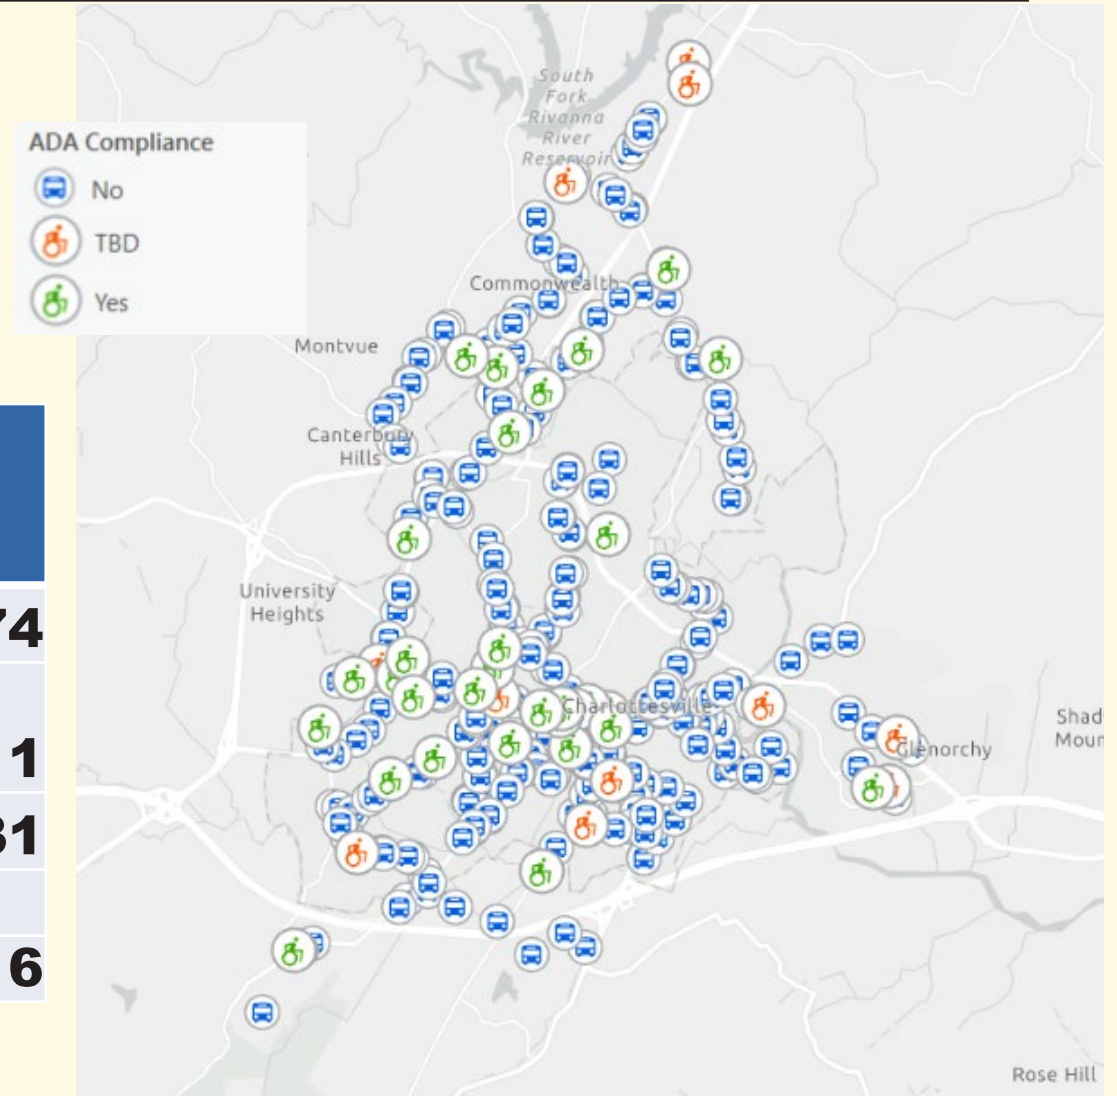 South
Fork
Rivanna
River
Reservoir
ADA Compliance
No
TBD
Yes
Commonwealth
Montvue
Canterbury
Hills
74
University
Heights
Charlottesville
Shad
Moun
1
Glenorchy
31
6
Rose Hill